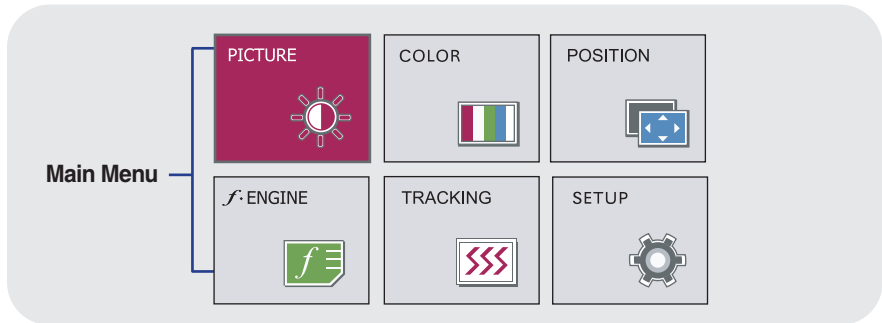 PICTURE
COLOR
POSITION
Main Menu
f·ENGINE
TRACKING
SETUP
f